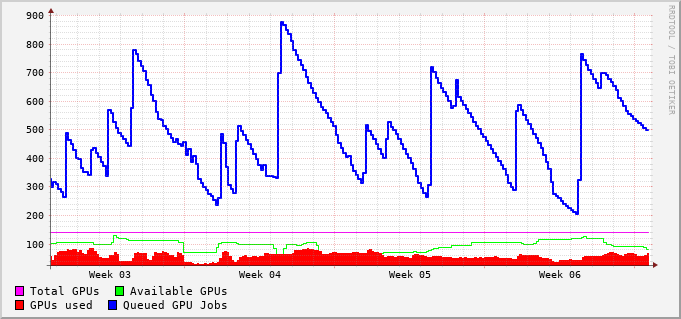 900
800
700
600
500
400
300
200
100
Week 03 Week 04 Week 05 Week 06
Total GPUs Available GPUs
GPUs used Queued GPU Jobs
RRDTOOL / TOBI OETIKER